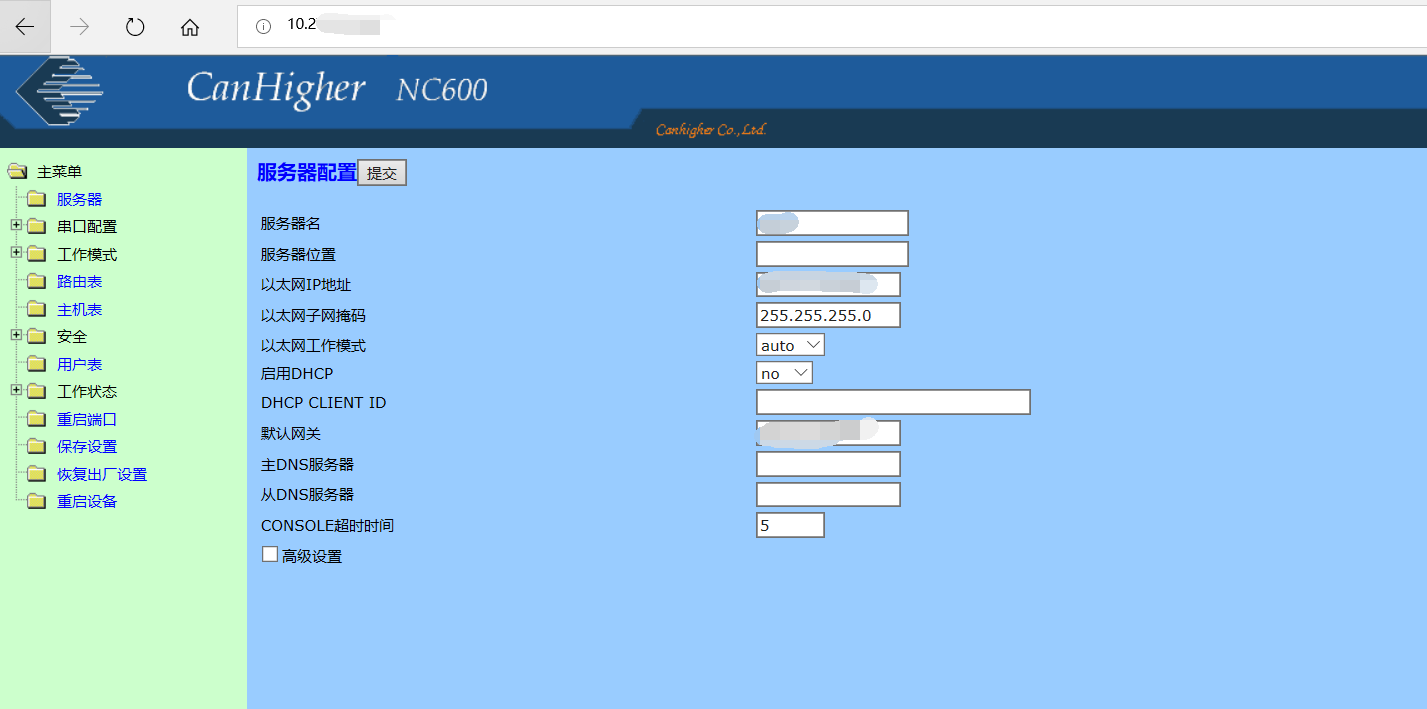 10.2
CanHigher NC600
Canhigher Co.,Ltd.
主菜单
服务器
串口配置
工作模式
路由表
主机表
安全
用户表
工作状态
重启端口
保存设置
恢复出厂设置
重启设备
服务器配置 提交
服务器名
服务器位置
以太网IP地址
以太网子网掩码 255.255.255.0
以太网工作模式 auto
启用DHCP no
DHCP CLIENT ID
默认网关
主DNS服务器
从DNS服务器
CONSOLE超时时间 5
高级设置